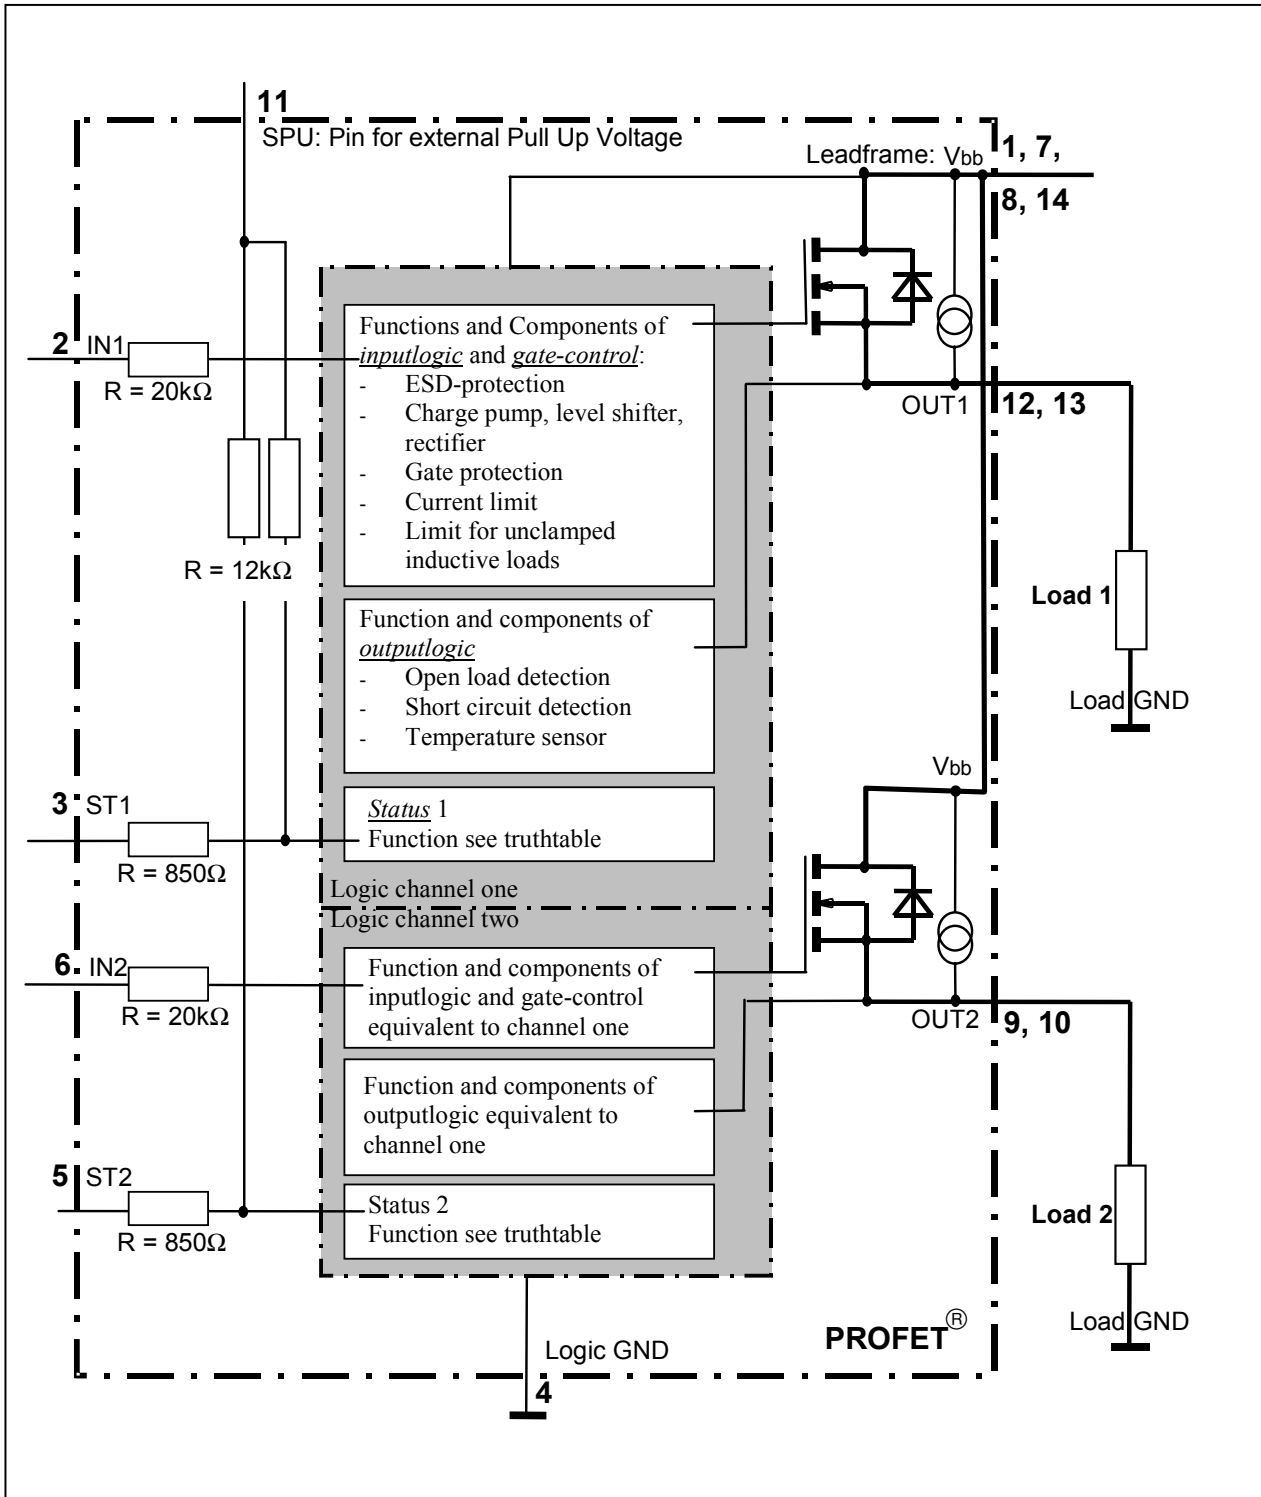 11
SPU: Pin for external Pull Up Voltage
Leadframe: Vbb
1, 7,
8, 14
2 IN1
R = 20kΩ
Functions and Components of
inputlogic and gate-control:
- ESD-protection
- Charge pump, level shifter,
rectifier
- Gate protection
- Current limit
- Limit for unclamped
inductive loads
OUT1
12, 13
R = 12kΩ
Load 1
Load GND
Function and components of
outputlogic
- Open load detection
- Short circuit detection
- Temperature sensor
Vbb
3 ST1
R = 850Ω
Status 1
Function see truthtable
Logic channel one
Logic channel two
6 IN2
R = 20kΩ
Function and components of
inputlogic and gate-control
equivalent to channel one
OUT2
9, 10
Function and components of
outputlogic equivalent to
channel one
5 ST2
R = 850Ω
Status 2
Function see truthtable
Load 2
Load GND
PROFET®
Logic GND
4